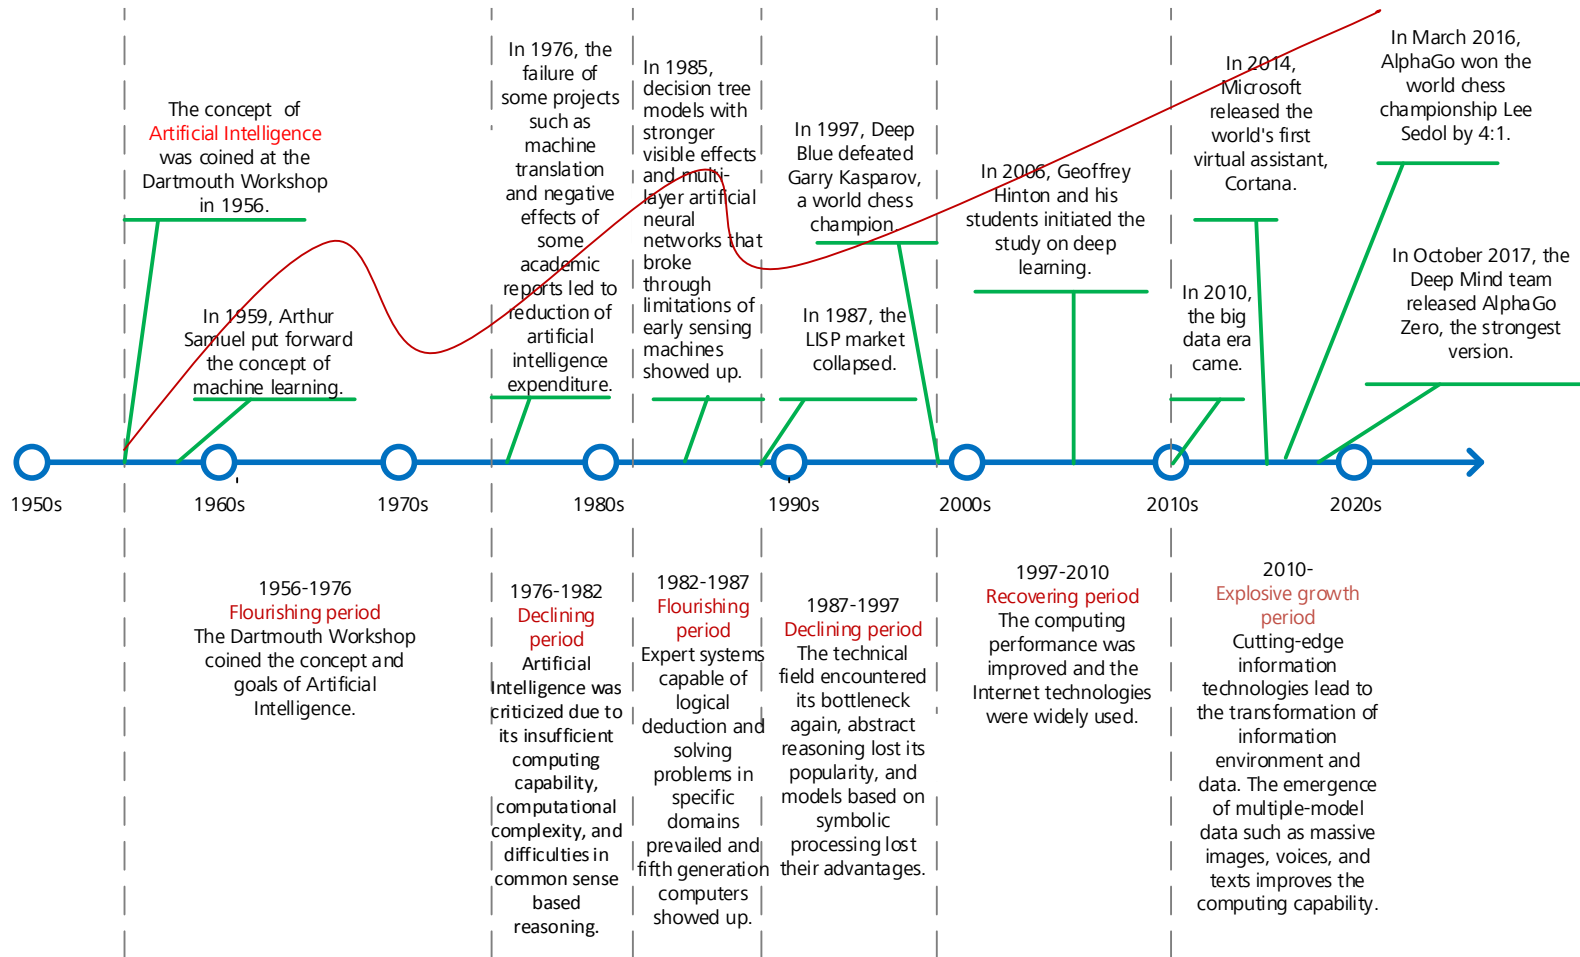 The concept of
Artificial Intelligence
was coined at the
Dartmouth Workshop
in 1956.
In 1959, Arthur
Samuel put forward
the concept of
machine learning.
In 1976, the
failure of
some projects
such as
machine
translation
and negative
effects of
some
academic
reports led to
reduction of
artificial
intelligence
expenditure.
In 1985,
decision tree
models with
stronger
visible effects
and multi-
layer artificial
neural
networks that
broke
through
limitations of
early sensing
machines
showed up.
In 1997, Deep
Blue defeated
Garry Kasparov,
a world chess
champion.
In 1987, the
LISP market
collapsed.
In 2006, Geoffrey
Hinton and his
students initiated the
study on deep
learning.
In 2010,
the big
data era
came.
In 2014,
Microsoft
released the
world's first
virtual assistant,
Cortana.
In March 2016,
AlphaGo won the
world chess
championship Lee
Sedol by 4:1.
In October 2017, the
Deep Mind team
released AlphaGo
Zero, the strongest
version.
1950s
1960s
1970s
1980s
1990s
2000s
2010s
2020s
1956-1976
Flourishing period
The Dartmouth Workshop
coined the concept and
goals of Artificial
Intelligence.
1976-1982
Declining
period
Artificial
Intelligence was
criticized due to
its insufficient
computing
capability,
computational
complexity, and
difficulties in
common sense
based
reasoning.
1982-1987
Flourishing
period
Expert systems
capable of
logical
deduction and
solving
problems in
specific
domains
prevailed and
fifth generation
computers
showed up.
1987-1997
Declining period
The technical
field encountered
its bottleneck
again, abstract
reasoning lost its
popularity, and
models based on
symbolic
processing lost
their advantages.
1997-2010
Recovering period
The computing
performance was
improved and the
Internet technologies
were widely used.
2010-
Explosive growth
period
Cutting-edge
information
technologies lead to
the transformation of
information
environment and
data. The emergence
of multiple-model
data such as massive
images, voices, and
texts improves the
computing capability.